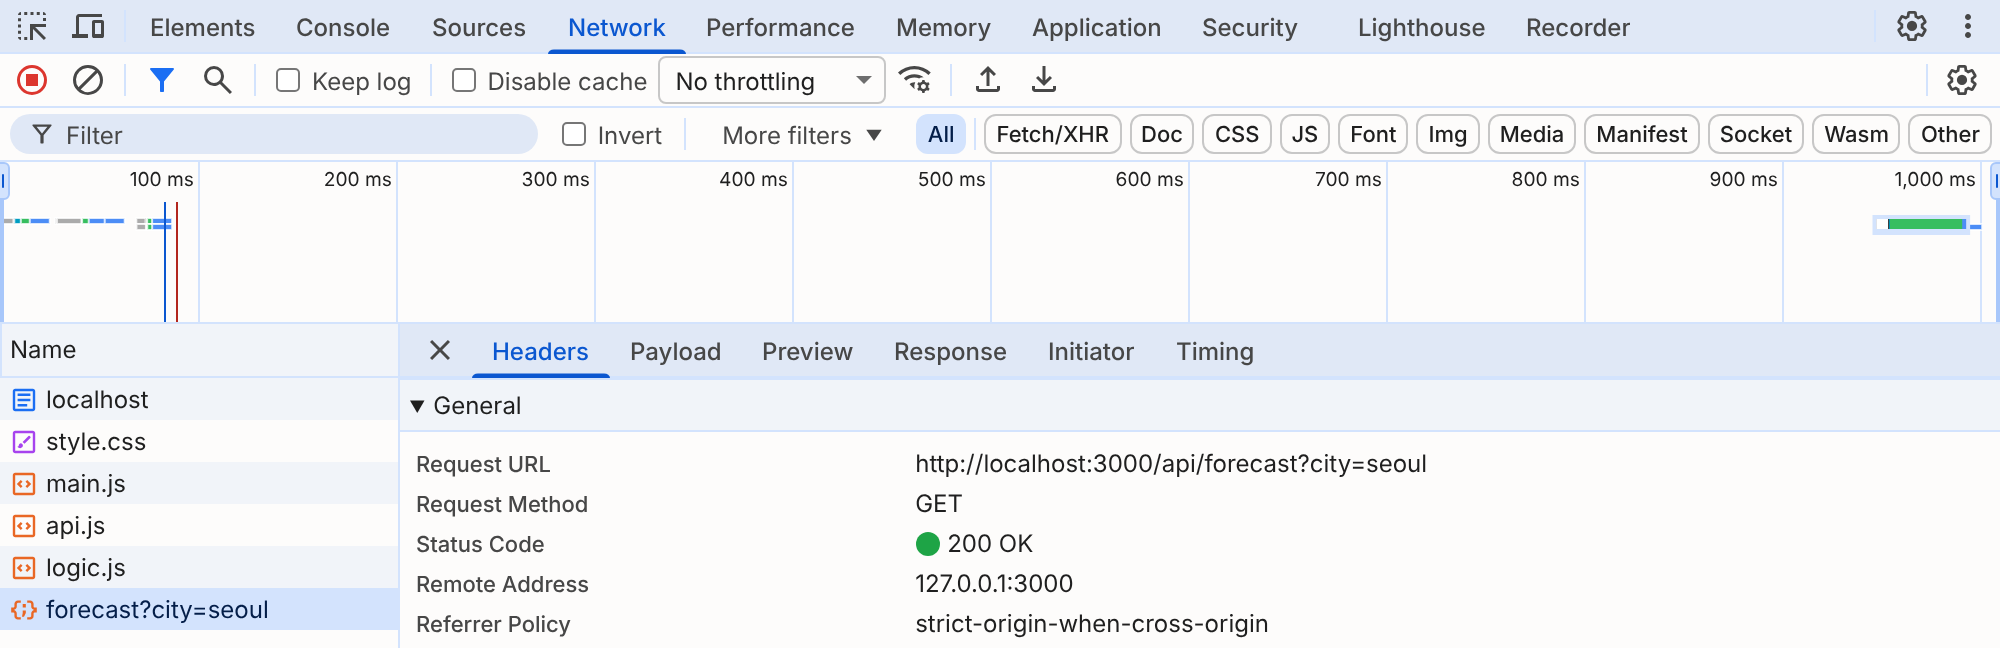 Elements Console Sources Network Performance Memory Application Security Lighthouse Recorder
Keep log Disable cache No throttling
Filter Invert More filters All Fetch/XHR Doc CSS JS Font Img Media Manifest Socket Wasm Other
100 ms 200 ms 300 ms 400 ms 500 ms 600 ms 700 ms 800 ms 900 ms 1,000 ms
Name
localhost
style.css
main.js
api.js
logic.js
forecast?city=seoul
Headers Payload Preview Response Initiator Timing
General
Request URL http://localhost:3000/api/forecast?city=seoul
Request Method GET
Status Code 200 OK
Remote Address 127.0.0.1:3000
Referrer Policy strict-origin-when-cross-origin